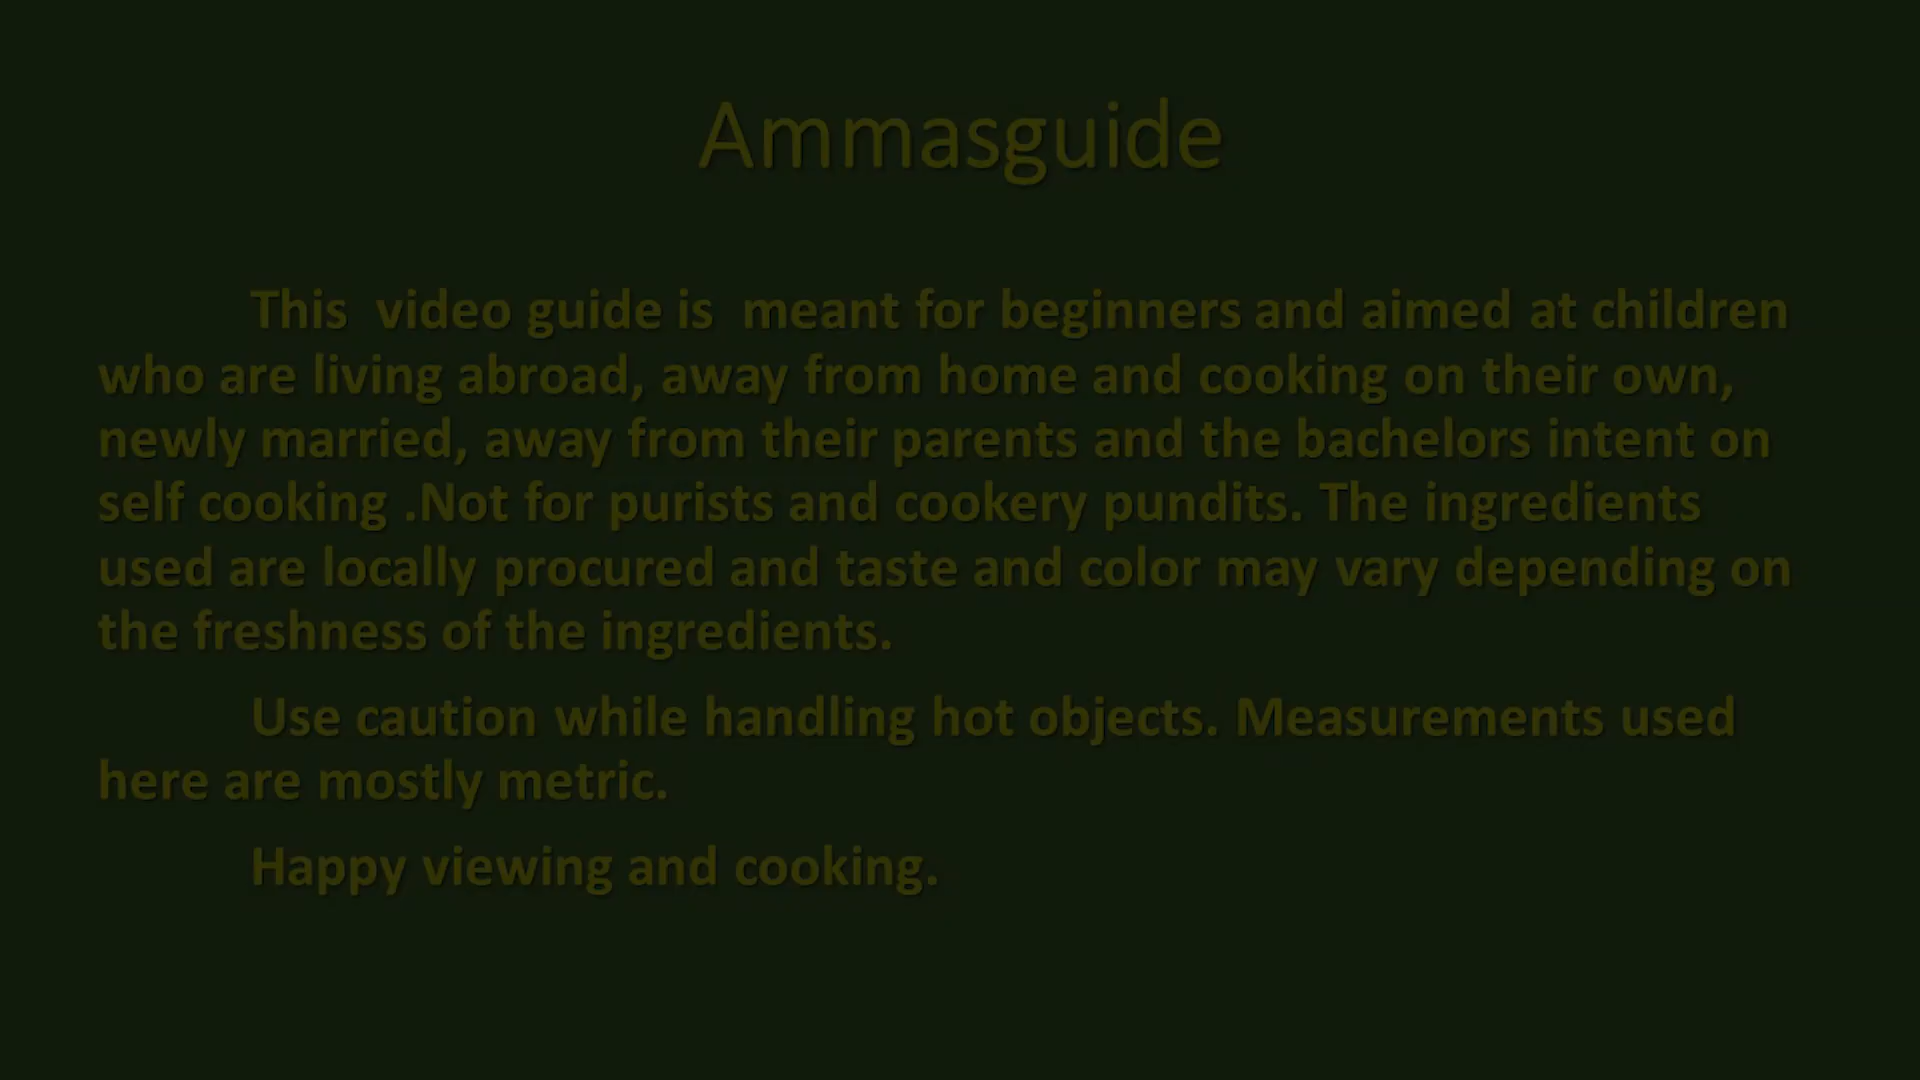 Ammasguide
This video guide is meant for beginners and aimed at children
who are living abroad, away from home and cooking on their own,
newly married, away from their parents and the bachelors intent on
self cooking .Not for purists and cookery pundits. The ingredients
used are locally procured and taste and color may vary depending on
the freshness of the ingredients.
Use caution while handling hot objects. Measurements used
here are mostly metric.
Happy viewing and cooking.